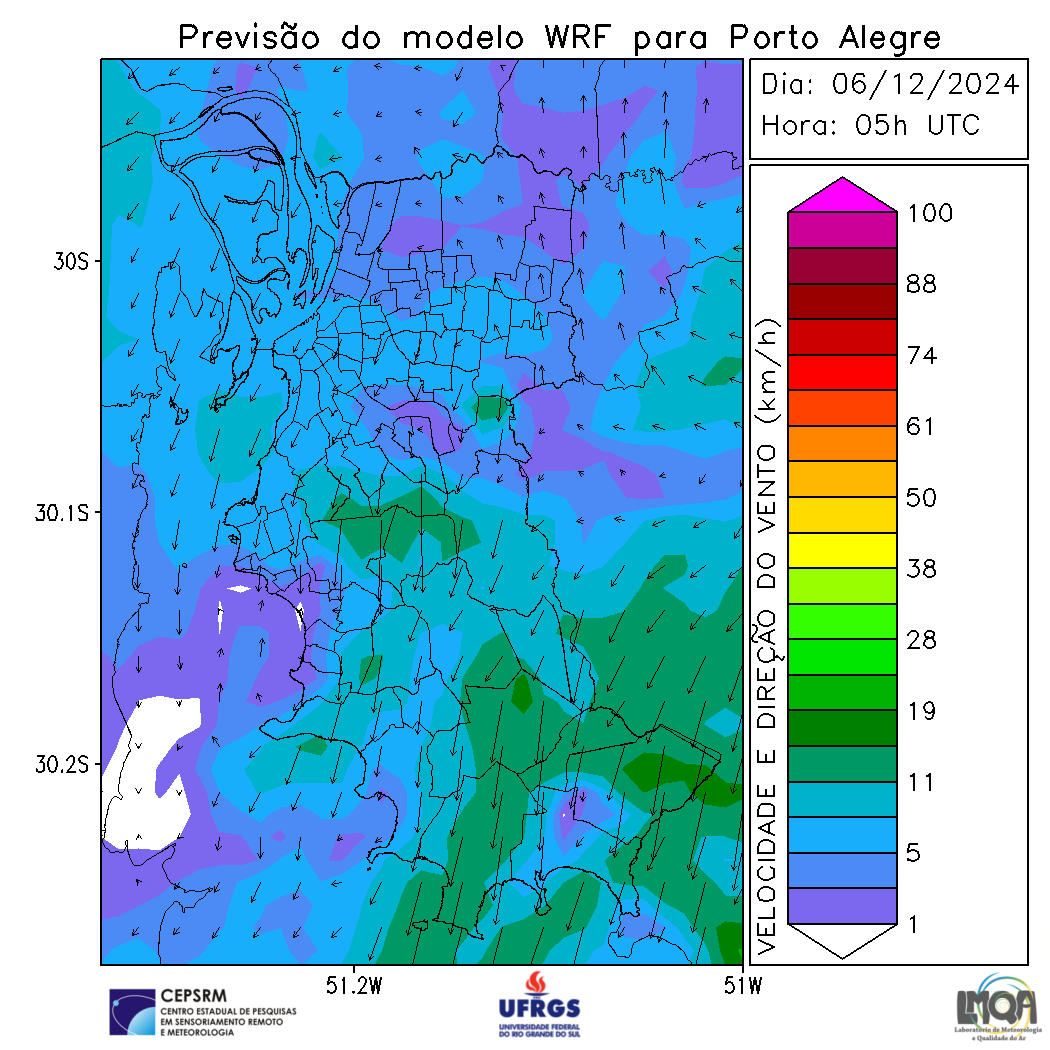 Previsão do modelo WRF para Porto Alegre
Dia: 06/12/2024
Hora: 05h UTC
30S
30.1S
30.2S
51.2W
51W
VELOCIDADE E DIREÇÃO DO VENTO (km/h)
100
88
74
61
50
38
28
19
11
5
1
CEPSRM
CENTRO ESTADUAL DE PESQUISAS
EM SENSORIAMENTO REMOTO
E METEOROLOGIA
UFRGS
UNIVERSIDADE FEDERAL
DO RIO GRANDE DO SUL
LMQA
Laboratório de Meteorologia
e Qualidade do Ar